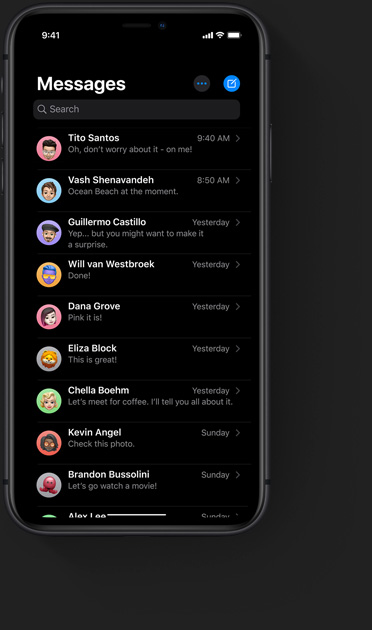 9:41
Messages
Search
Tito Santos 9:40 AM
Oh, don't worry about it - on me!
Vash Shenavandeh 8:50 AM
Ocean Beach at the moment.
Guillermo Castillo Yesterday
Yep... but you might want to make it
a surprise.
Will van Westbroek Yesterday
Done!
Dana Grove Yesterday
Pink it is!
Eliza Block Yesterday
This is great!
Chella Boehm Yesterday
Let's meet for coffee. I'll tell you all about it.
Kevin Angel Sunday
Check this photo.
Brandon Bussolini Sunday
Let's go watch a movie!
Alex Lee Sunday